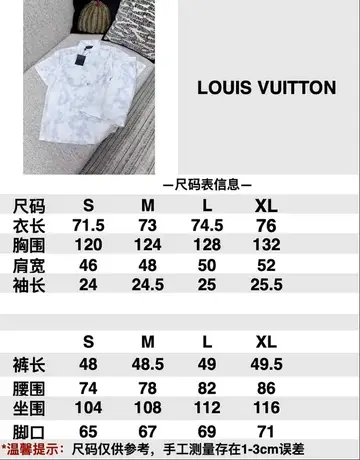 LOUIS VUITTON
—尺码表信息—
尺码 S M L XL
衣长 71.5 73 74.5 76
胸围 120 124 128 132
肩宽 46 48 50 52
袖长 24 24.5 25 25.5
S M L XL
裤长 48 48.5 49 49.5
腰围 74 78 82 86
坐围 104 108 112 116
脚口 65 67 69 71
*温馨提示：尺码仅供参考，手工测量存在1-3cm误差